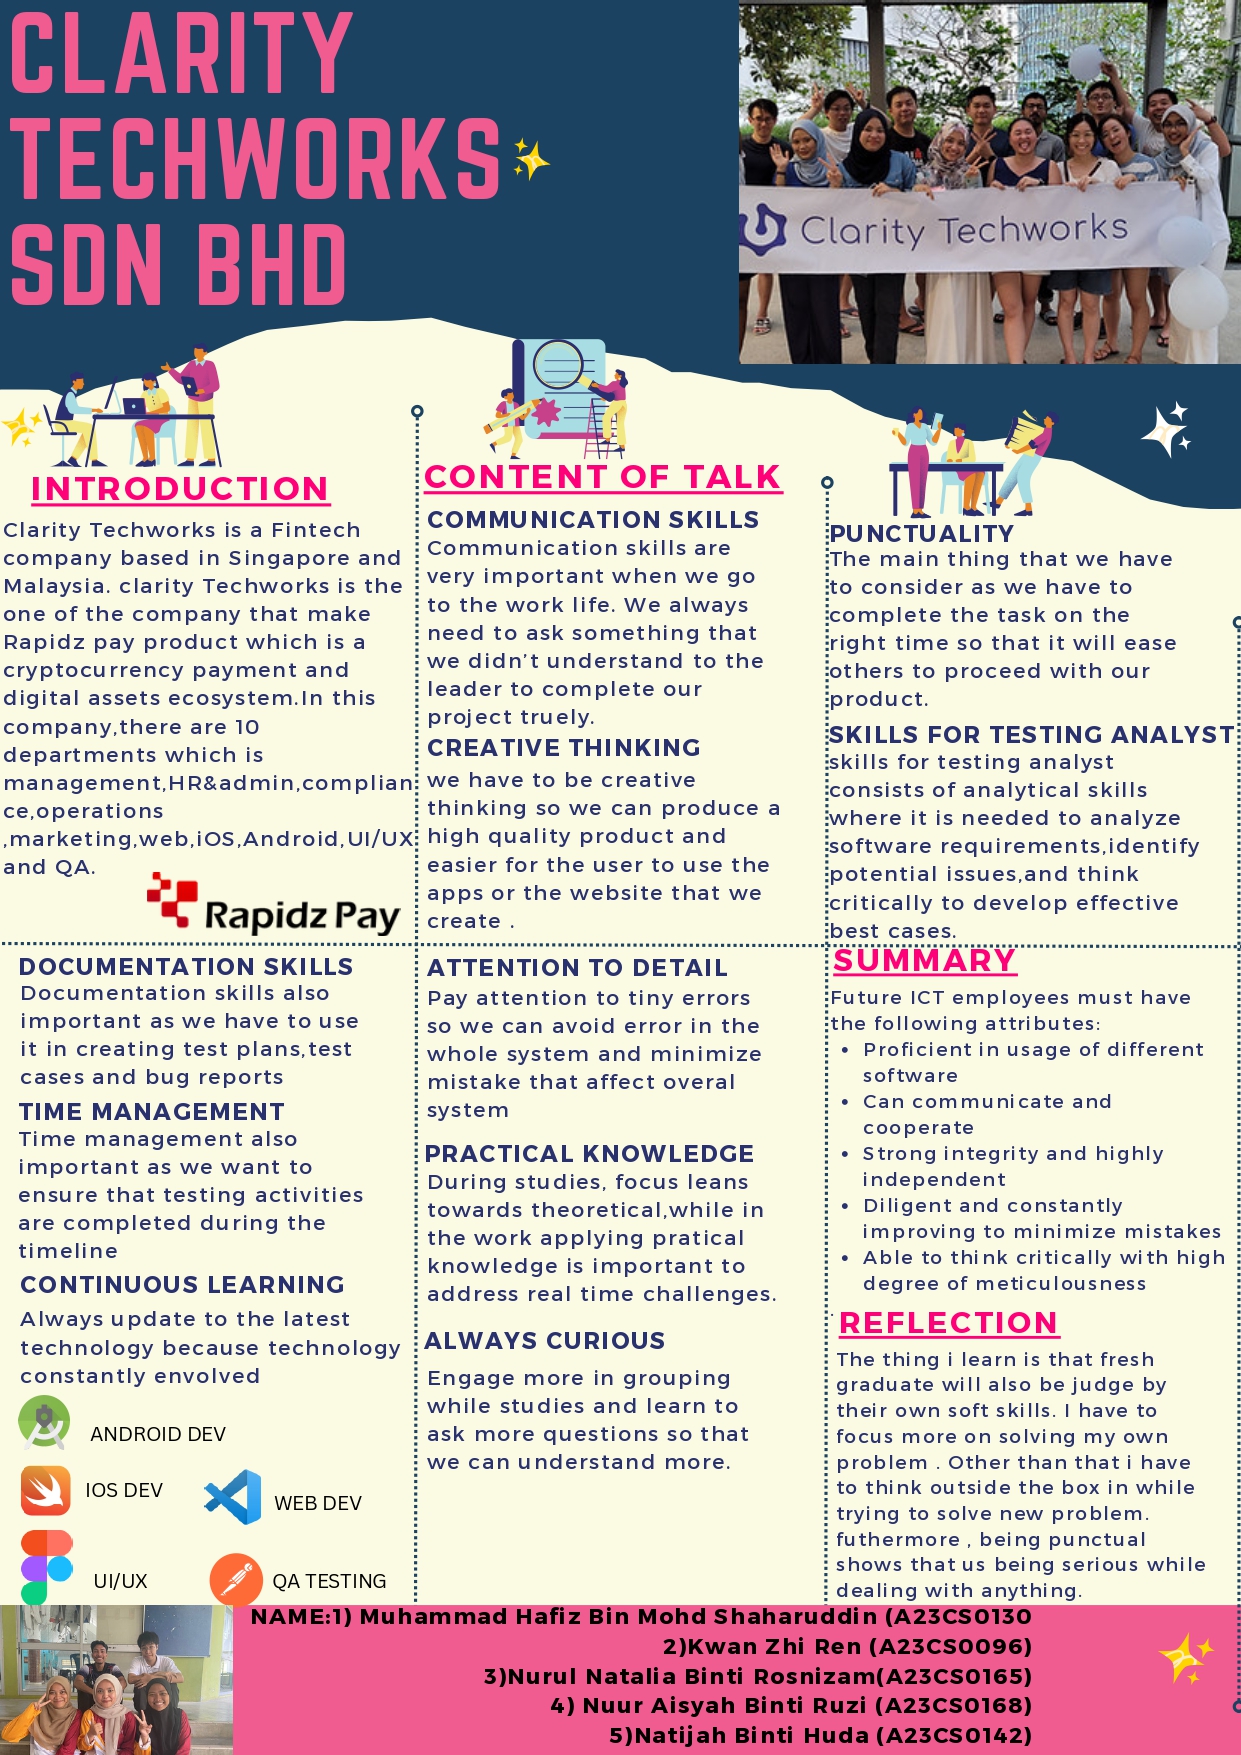 CLARITY
TECHWORKS
SDN BHD
Clarity Techworks
INTRODUCTION
Clarity Techworks is a Fintech
company based in Singapore and
Malaysia. clarity Techworks is the
one of the company that make
Rapidz pay product which is a
cryptocurrency payment and
digital assets ecosystem.In this
company,there are 10
departments which is
management,HR&admin,complian
ce,operations
,marketing,web,iOS,Android,UI/UX
and QA.
Rapidz Pay
CONTENT OF TALK
COMMUNICATION SKILLS
Communication skills are
very important when we go
to the work life. We always
need to ask something that
we didn't understand to the
leader to complete our
project truely.
CREATIVE THINKING
we have to be creative
thinking so we can produce a
high quality product and
easier for the user to use the
apps or the website that we
create .
PUNCTUALITY
The main thing that we have
to consider as we have to
complete the task on the
right time so that it will ease
others to proceed with our
product.
SKILLS FOR TESTING ANALYST
skills for testing analyst
consists of analytical skills
where it is needed to analyze
software requirements,identify
potential issues,and think
critically to develop effective
best cases.
DOCUMENTATION SKILLS
Documentation skills also
important as we have to use
it in creating test plans,test
cases and bug reports
TIME MANAGEMENT
Time management also
important as we want to
ensure that testing activities
are completed during the
timeline
CONTINUOUS LEARNING
Always update to the latest
technology because technology
constantly envolved
ANDROID DEV
IOS DEV
WEB DEV
UI/UX
QA TESTING
ATTENTION TO DETAIL
Pay attention to tiny errors
so we can avoid error in the
whole system and minimize
mistake that affect overal
system
PRACTICAL KNOWLEDGE
During studies, focus leans
towards theoretical,while in
the work applying pratical
knowledge is important to
address real time challenges.
ALWAYS CURIOUS
Engage more in grouping
while studies and learn to
ask more questions so that
we can understand more.
SUMMARY
Future ICT employees must have
the following attributes:
• Proficient in usage of different
software
• Can communicate and
cooperate
• Strong integrity and highly
independent
• Diligent and constantly
improving to minimize mistakes
• Able to think critically with high
degree of meticulousness
.
REFLECTION
The thing i learn is that fresh
graduate will also be judge by
their own soft skills. I have to
focus more on solving my own
problem . Other than that i have
to think outside the box in while
trying to solve new problem.
futhermore , being punctual
shows that us being serious while
dealing with anything.
NAME:1) Muhammad Hafiz Bin Mohd Shaharuddin (A23CS0130
2)Kwan Zhi Ren (A23CS0096)
3)Nurul Natalia Binti Rosnizam(A23CS0165)
4) Nuur Aisyah Binti Ruzi (A23CS0168)
5)Natijah Binti Huda (A23CS0142)